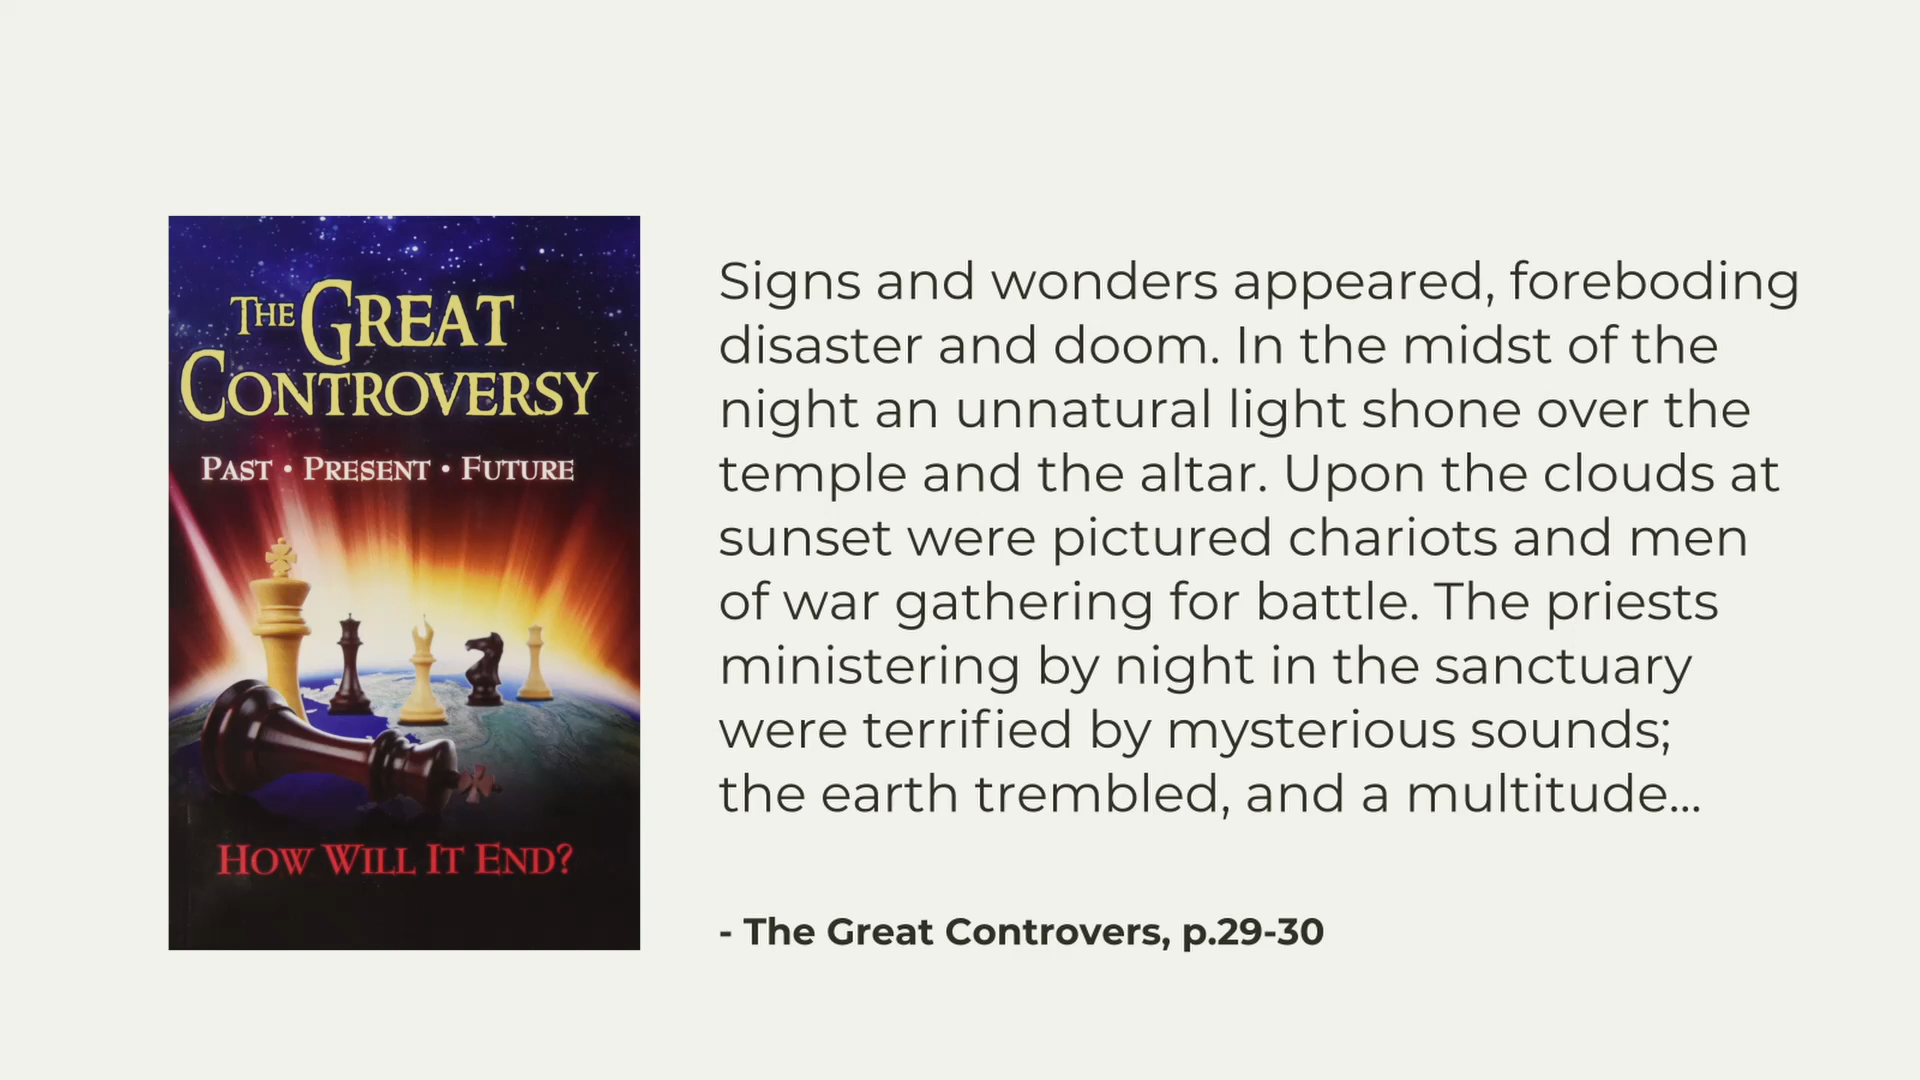 THE GREAT
CONTROVERSY
PAST • PRESENT • FUTURE
HOW WILL IT END?
Signs and wonders appeared, foreboding
disaster and doom. In the midst of the
night an unnatural light shone over the
temple and the altar. Upon the clouds at
sunset were pictured chariots and men
of war gathering for battle. The priests
ministering by night in the sanctuary
were terrified by mysterious sounds;
the earth trembled, and a multitude...
- The Great Controvers, p.29-30